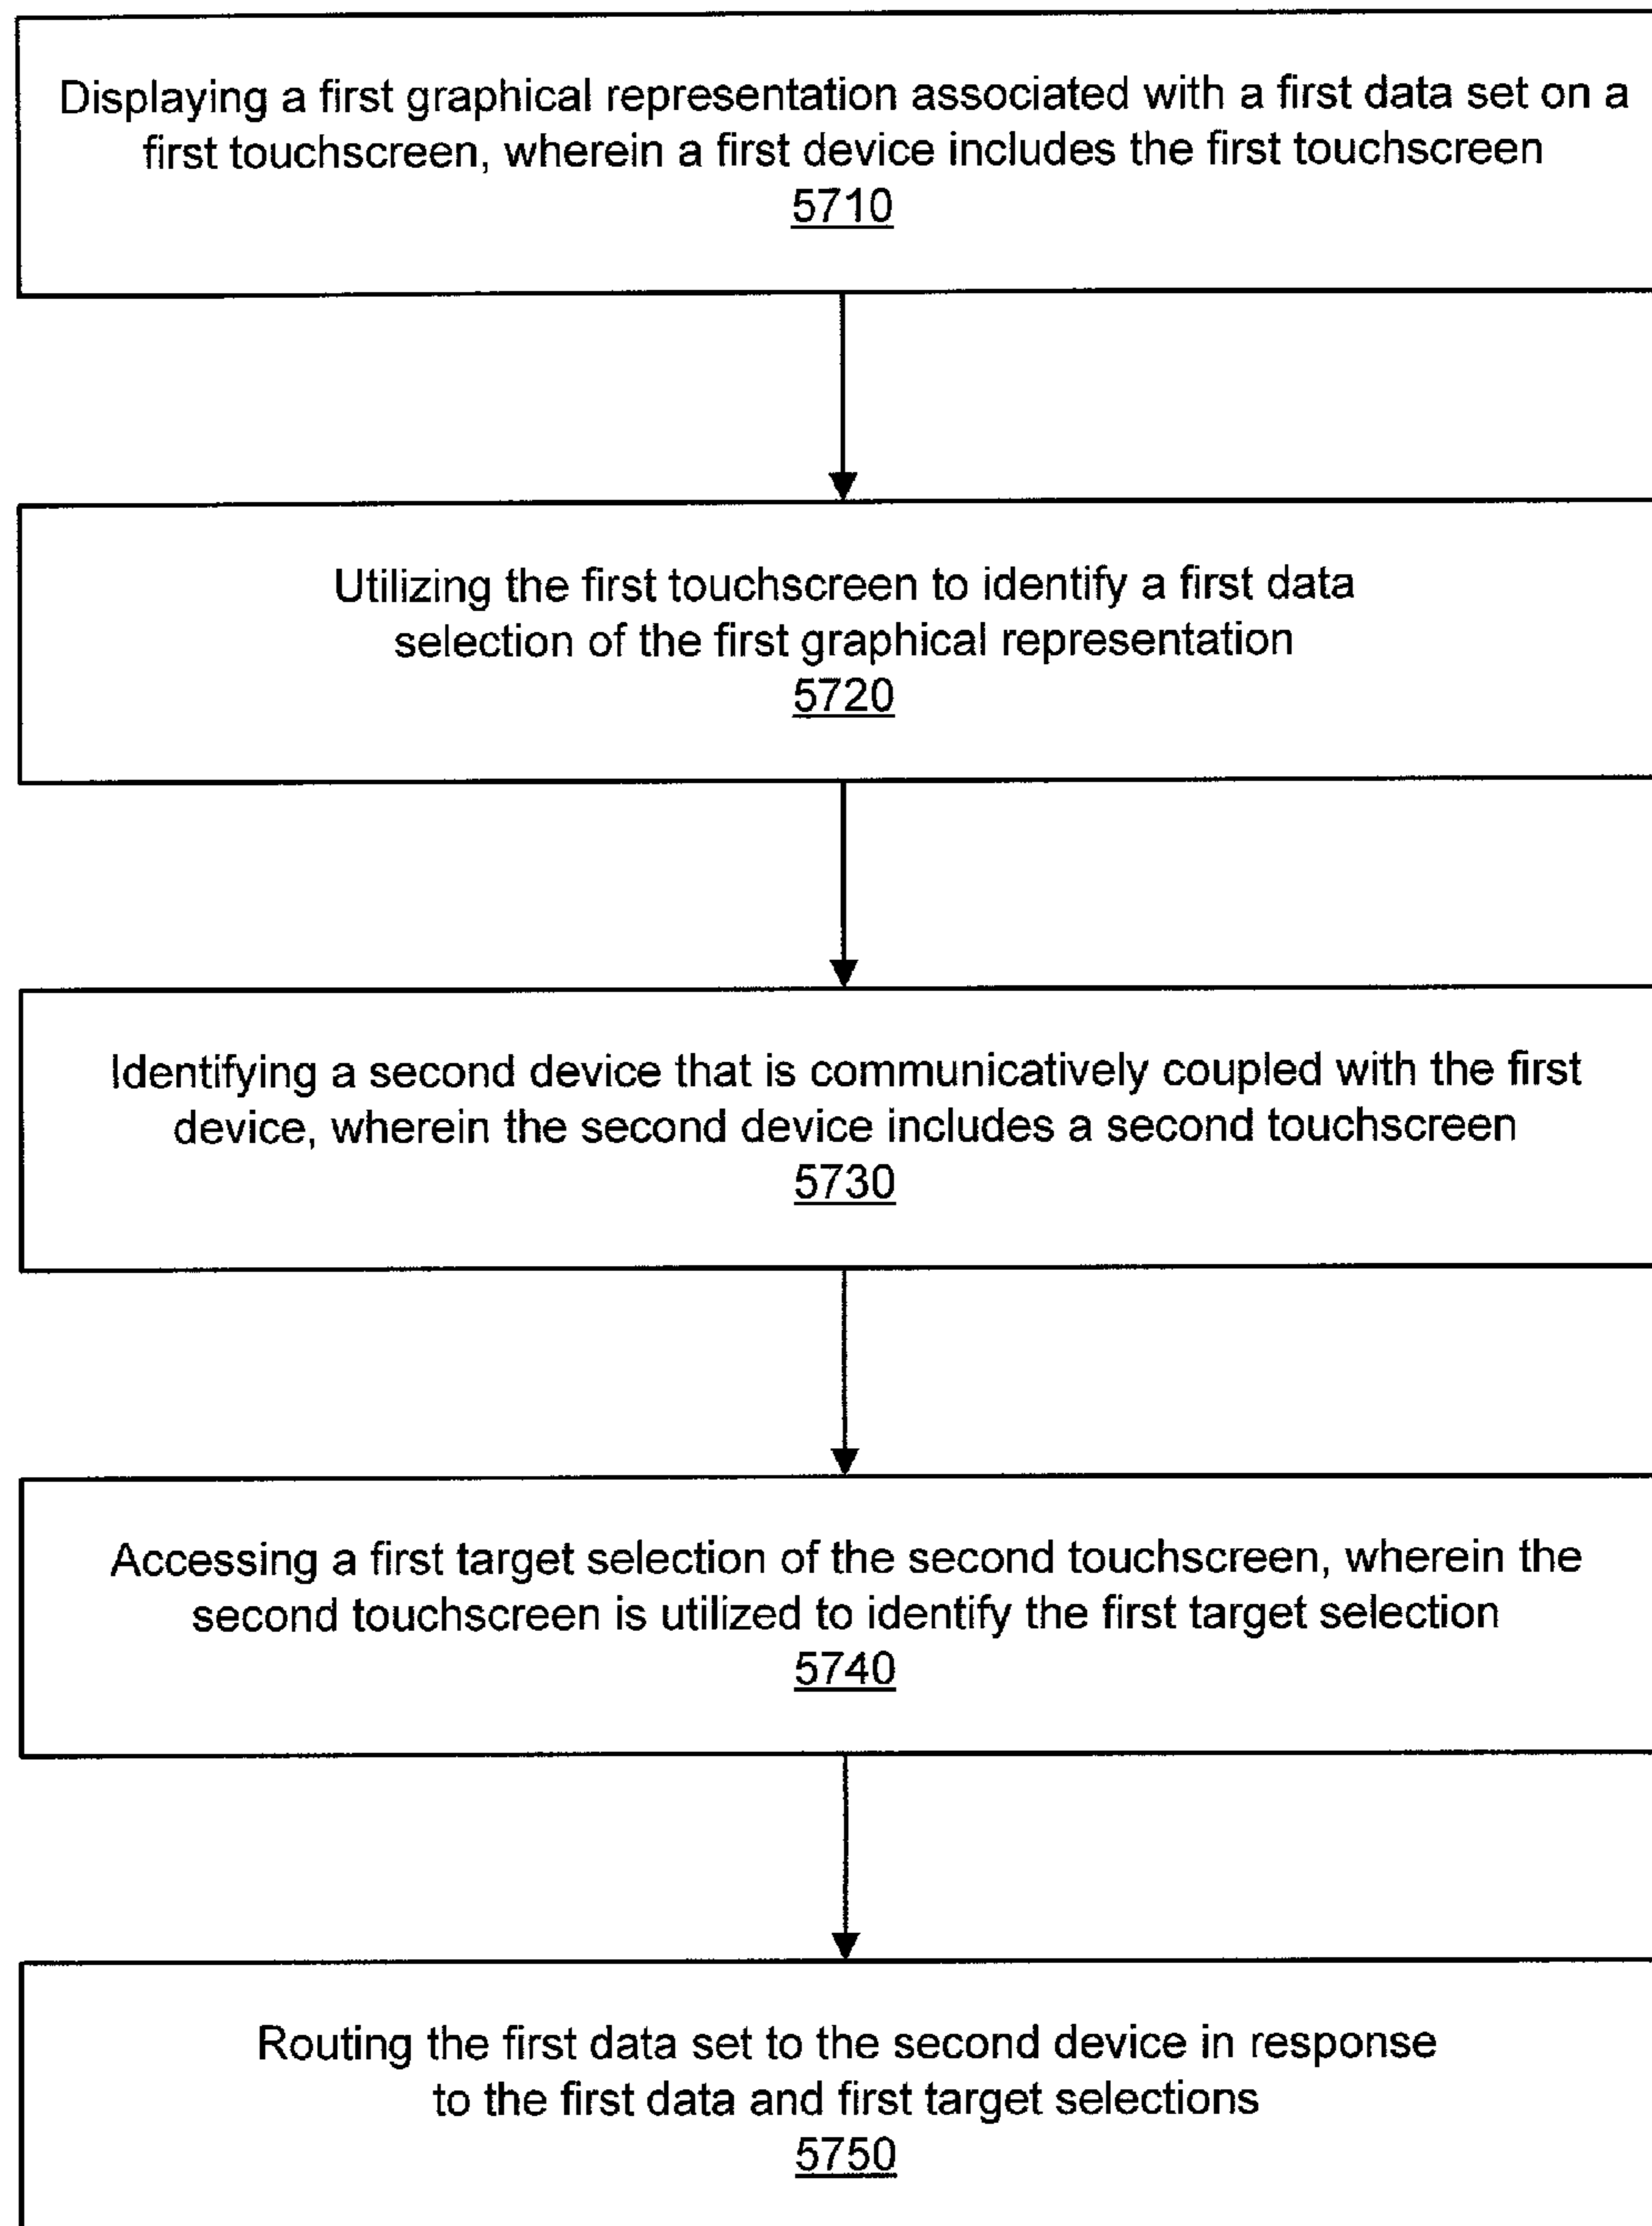 Displaying a first graphical representation associated with a first data set on a
first touchscreen, wherein a first device includes the first touchscreen
5710
Utilizing the first touchscreen to identify a first data
selection of the first graphical representation
5720
Identifying a second device that is communicatively coupled with the first
device, wherein the second device includes a second touchscreen
5730
Accessing a first target selection of the second touchscreen, wherein the
second touchscreen is utilized to identify the first target selection
5740
Routing the first data set to the second device in response
to the first data and first target selections
5750